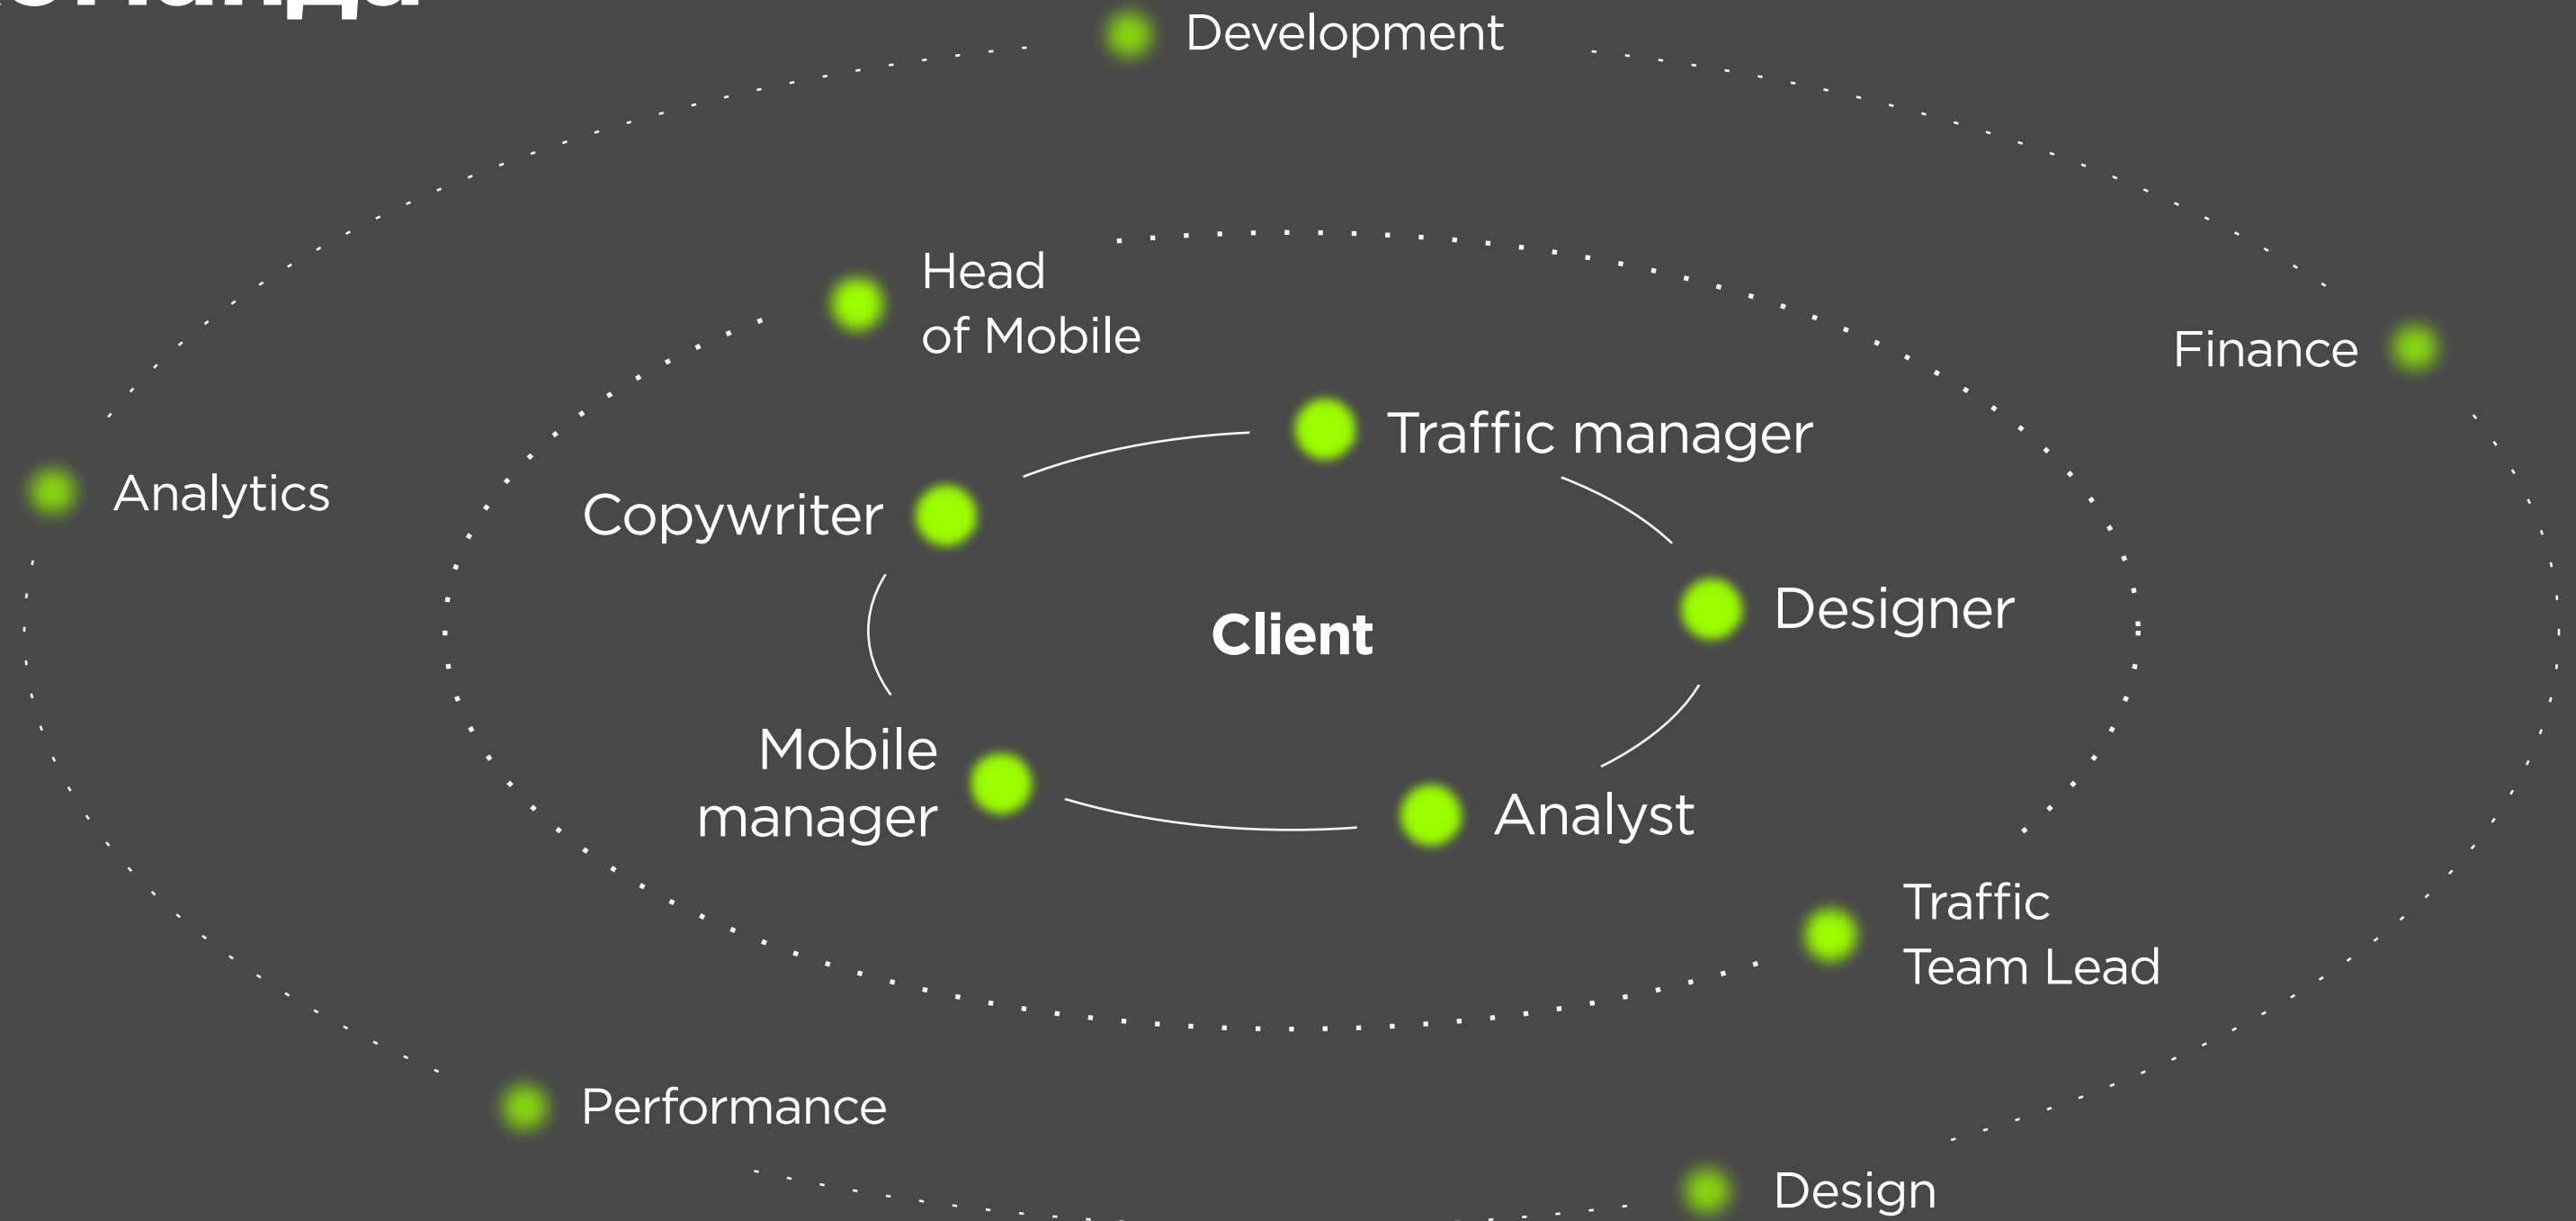 Development
Head
of Mobile
Finance
Traffic manager
Analytics
Copywriter
Designer
Client
Mobile
manager
Analyst
Traffic
Team Lead
Performance
Design